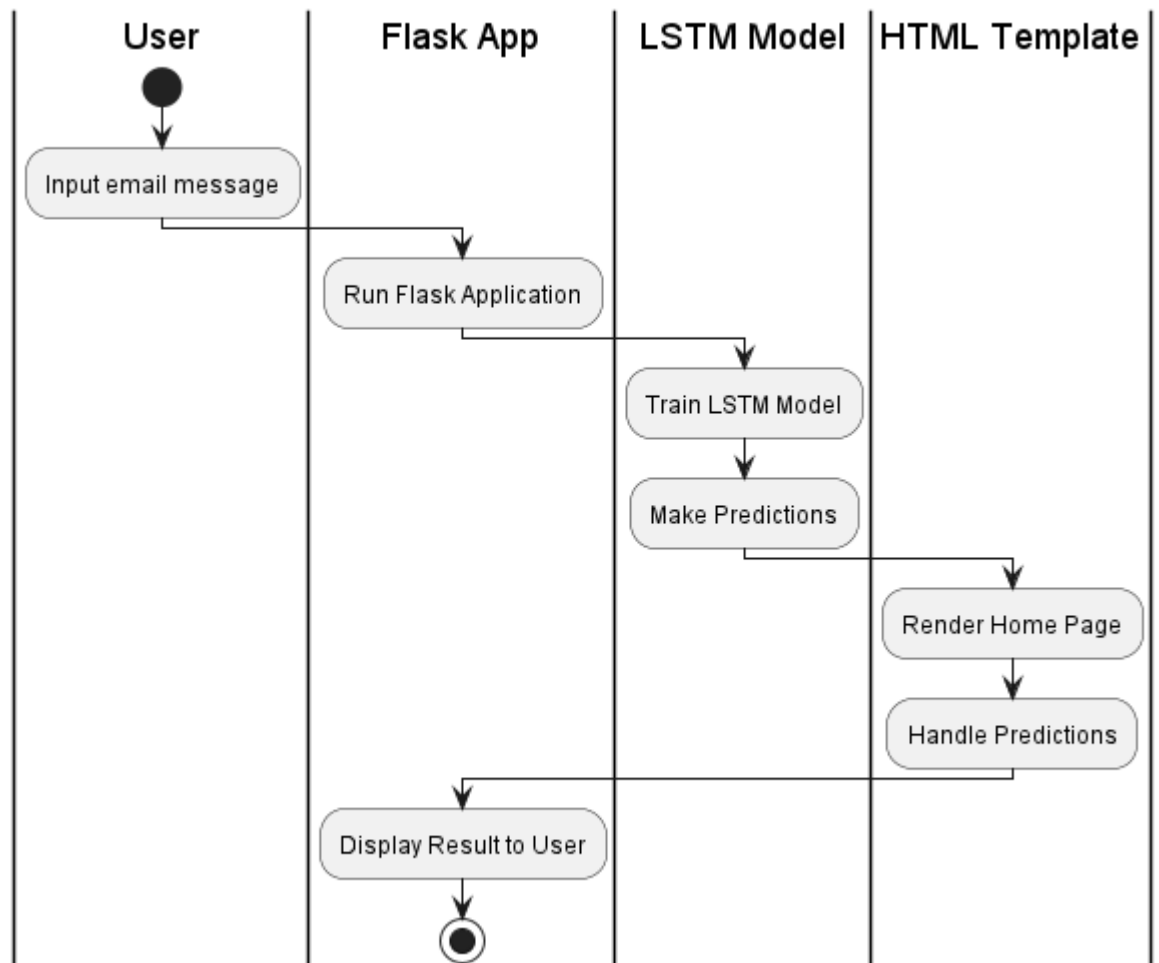 User
Flask App
LSTM Model
HTML Template
Input email message
Run Flask Application
Train LSTM Model
Make Predictions
Render Home Page
Handle Predictions
Display Result to User